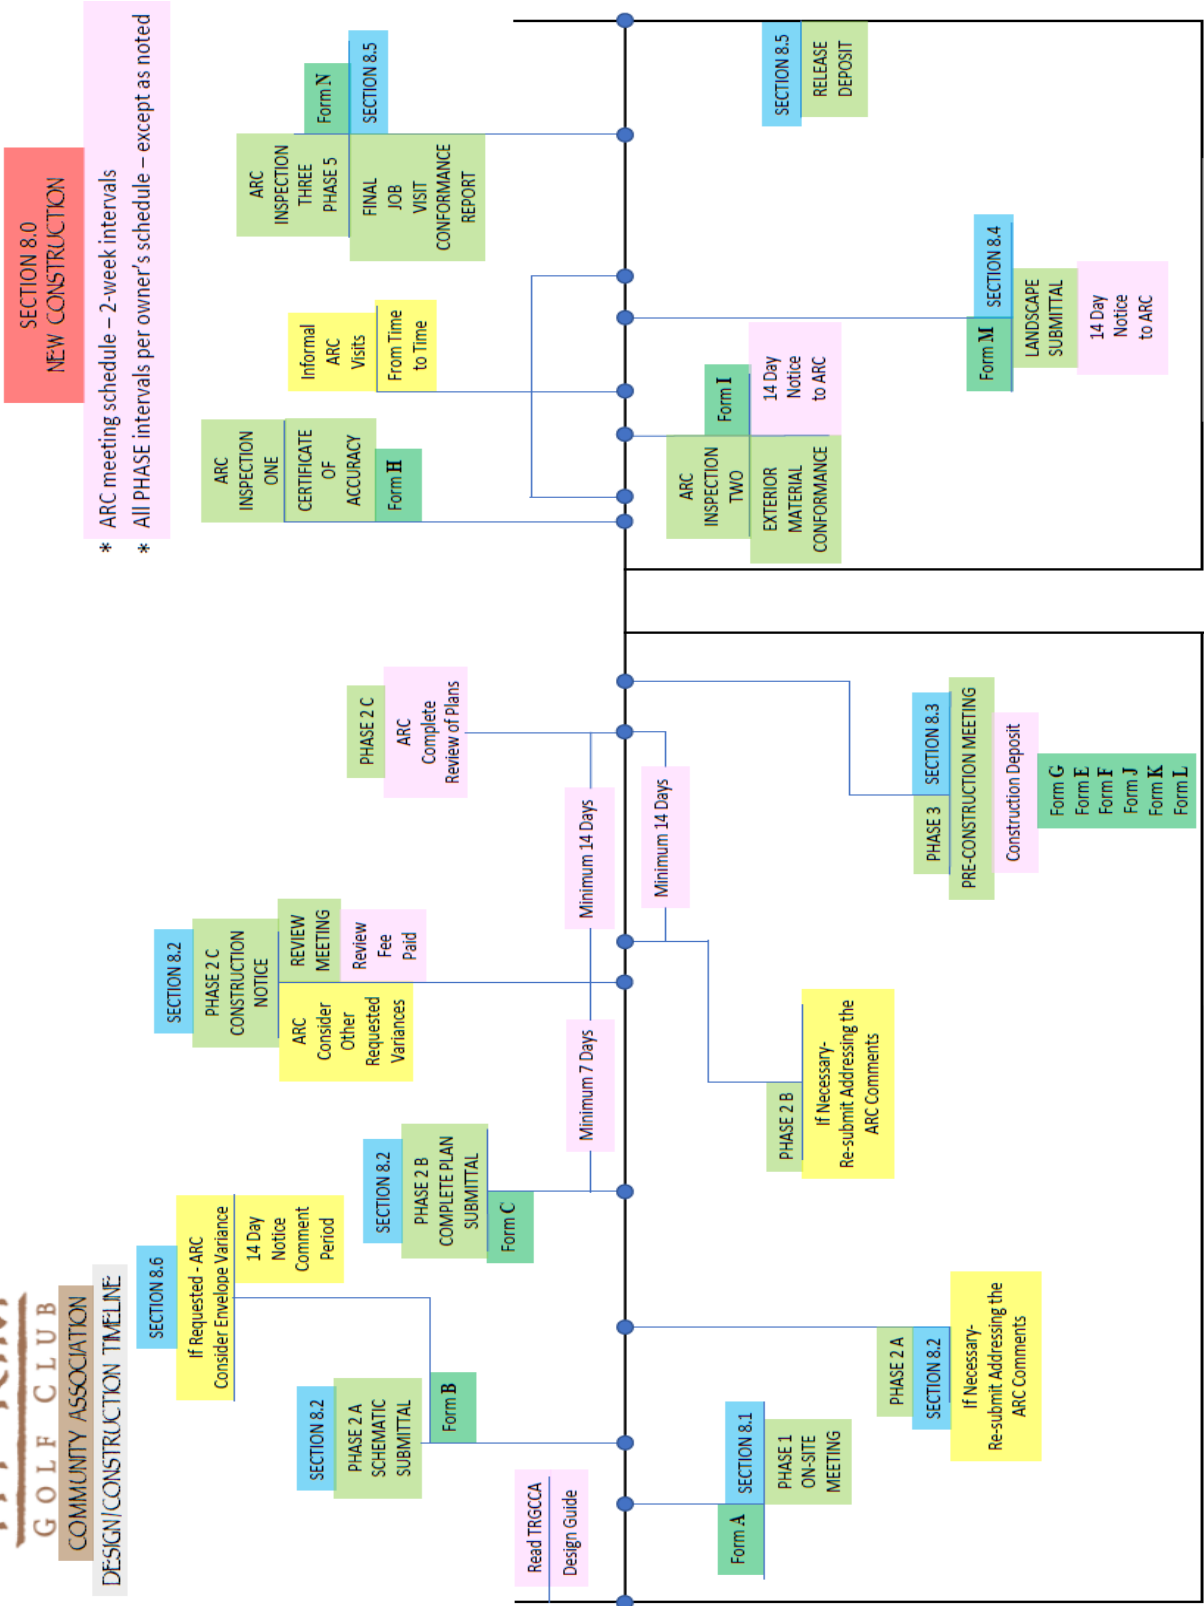 GOLF CLUB
COMMUNITY ASSOCIATION
DESIGN/CONSTRUCTION TIMELINE
SECTION 8.0
NEW CONSTRUCTION
* ARC meeting schedule – 2-week intervals
* All PHASE intervals per owner's schedule – except as noted
Read TRGCCA
Design Guide
Form A
SECTION 8.1
PHASE 1
ON-SITE
MEETING
SECTION 8.2
PHASE 2 A
SCHEMATIC
SUBMITTAL
Form B
SECTION 8.6
If Requested - ARC
Consider Envelope Variance
14 Day
Notice
Comment
Period
PHASE 2 A
SECTION 8.2
If Necessary-
Re-submit Addressing the
ARC Comments
SECTION 8.2
PHASE 2 B
COMPLETE PLAN
SUBMITTAL
Form C
Minimum 7 Days
SECTION 8.2
PHASE 2 C
CONSTRUCTION
NOTICE
REVIEW
MEETING
Review
Fee
Paid
ARC
Consider
Other
Requested
Variances
PHASE 2 B
If Necessary-
Re-submit Addressing the
ARC Comments
Minimum 14 Days
Minimum 14 Days
PHASE 2 C
ARC
Complete
Review of Plans
PHASE 3
SECTION 8.3
PRE-CONSTRUCTION MEETING
Construction Deposit
Form G
Form E
Form F
Form J
Form K
Form L
ARC
INSPECTION
ONE
CERTIFICATE
OF
ACCURACY
Form H
ARC
INSPECTION
TWO
Form I
EXTERIOR
MATERIAL
CONFORMANCE
14 Day
Notice
to ARC
Informal
ARC
Visits
From Time
to Time
Form M
SECTION 8.4
LANDSCAPE
SUBMITTAL
14 Day
Notice
to ARC
ARC
INSPECTION
THREE
PHASE 5
Form N
SECTION 8.5
FINAL
JOB
VISIT
CONFORMANCE
REPORT
SECTION 8.5
RELEASE
DEPOSIT